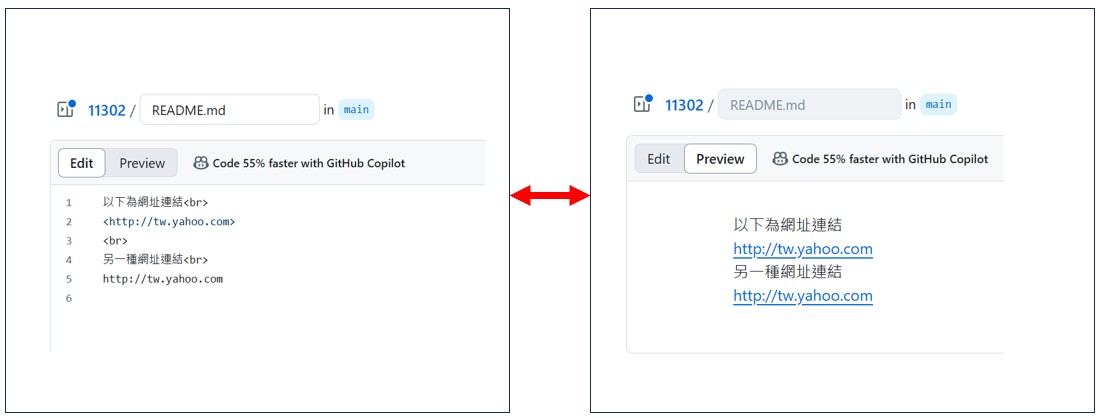 11302 / README.md in main
Edit Preview Code 55% faster with GitHub Copilot
1 以下為網址連結<br>
2 <http://tw.yahoo.com>
3 <br>
4 另一種網址連結<br>
5 http://tw.yahoo.com
6
11302 / README.md in main
Edit Preview Code 55% faster with GitHub Copilot
以下為網址連結
http://tw.yahoo.com
另一種網址連結
http://tw.yahoo.com